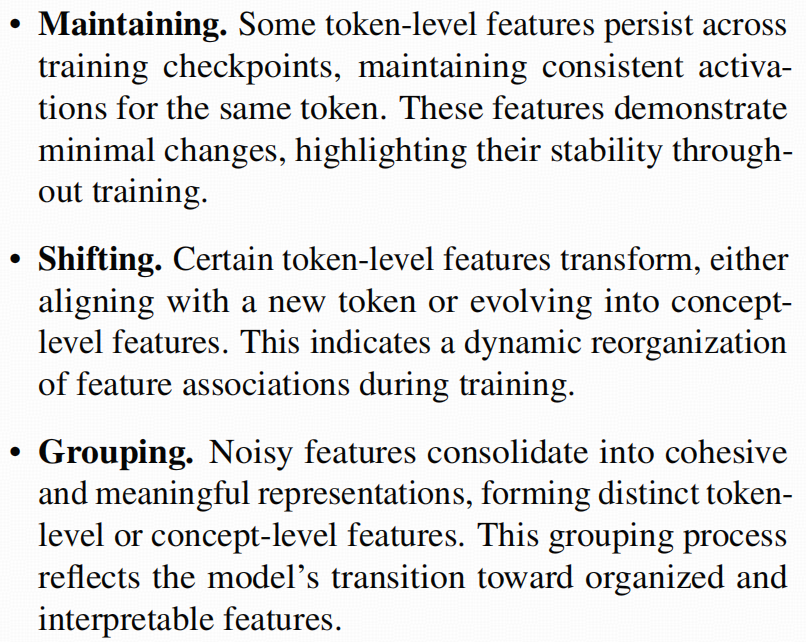 • Maintaining. Some token-level features persist across
training checkpoints, maintaining consistent activa-
tions for the same token. These features demonstrate
minimal changes, highlighting their stability through-
out training.
• Shifting. Certain token-level features transform, either
aligning with a new token or evolving into concept-
level features. This indicates a dynamic reorganization
of feature associations during training.
• Grouping. Noisy features consolidate into cohesive
and meaningful representations, forming distinct token-
level or concept-level features. This grouping process
reflects the model's transition toward organized and
interpretable features.